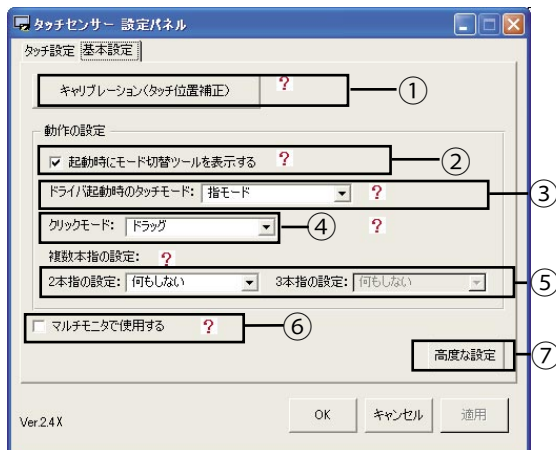 タッチセンサー 設定パネル
タッチ設定 基本設定
キャリブレーション(タッチ位置補正) ? ①
動作の設定
起動時にモード切替ツールを表示する ? ②
ドライバ起動時のタッチモード: 指モード ? ③
クリックモード: ドラッグ ④ ?
複数本指の設定: ?
2本指の設定: 何もしない 3本指の設定: 何もしない ⑤
マルチモニタで使用する ? ⑥
高度な設定 ⑦
Ver.2.4X OK キャンセル 適用